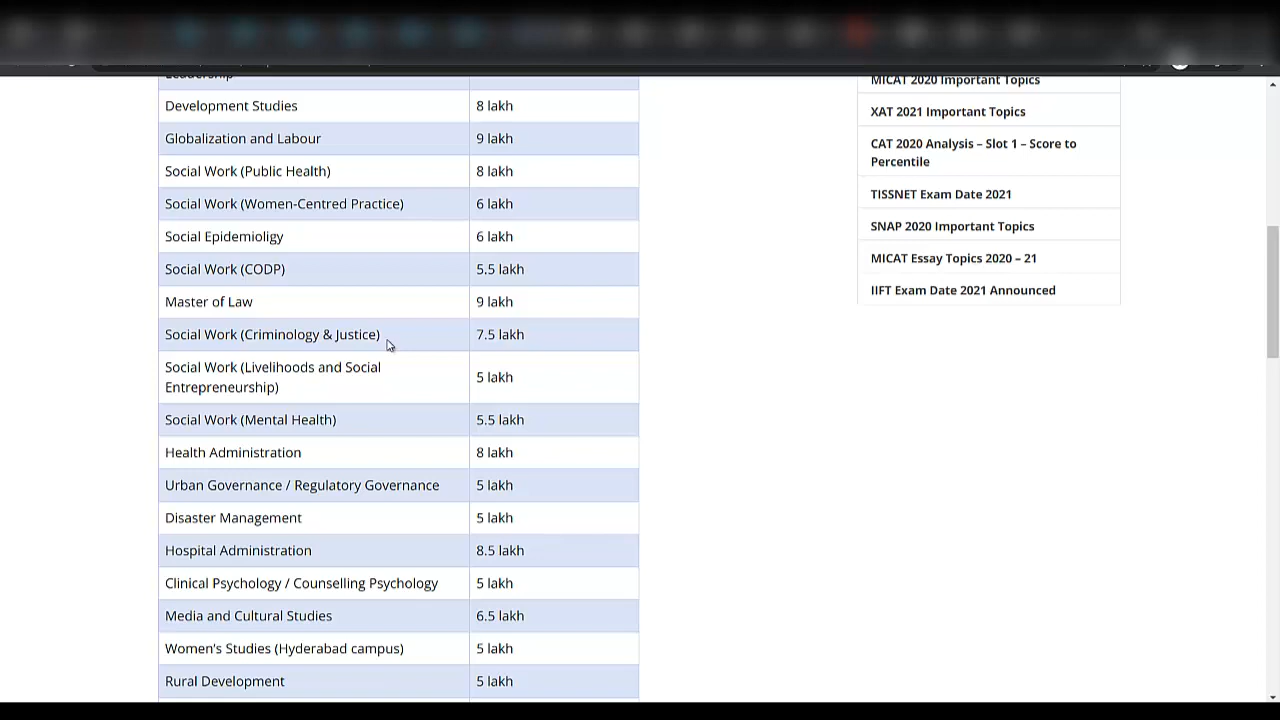 Leadership
Development Studies 8 lakh
Globalization and Labour 9 lakh
Social Work (Public Health) 8 lakh
Social Work (Women-Centred Practice) 6 lakh
Social Epidemioligy 6 lakh
Social Work (CODP) 5.5 lakh
Master of Law 9 lakh
Social Work (Criminology & Justice) 7.5 lakh
Social Work (Livelihoods and Social
Entrepreneurship) 5 lakh
Social Work (Mental Health) 5.5 lakh
Health Administration 8 lakh
Urban Governance / Regulatory Governance 5 lakh
Disaster Management 5 lakh
Hospital Administration 8.5 lakh
Clinical Psychology / Counselling Psychology 5 lakh
Media and Cultural Studies 6.5 lakh
Women's Studies (Hyderabad campus) 5 lakh
Rural Development 5 lakh
MICAT 2020 Important Topics
XAT 2021 Important Topics
CAT 2020 Analysis – Slot 1 – Score to
Percentile
TISSNET Exam Date 2021
SNAP 2020 Important Topics
MICAT Essay Topics 2020 – 21
IIFT Exam Date 2021 Announced